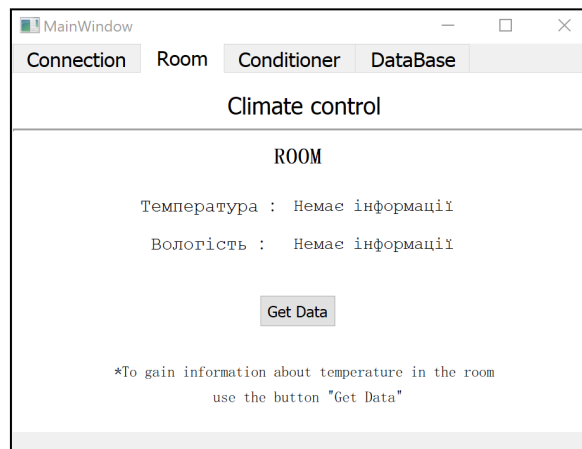 MainWindow
Connection Room Conditioner DataBase
Climate control
ROOM
Температура : Немає інформації
Вологість : Немає інформації
Get Data
*To gain information about temperature in the room
use the button "Get Data"